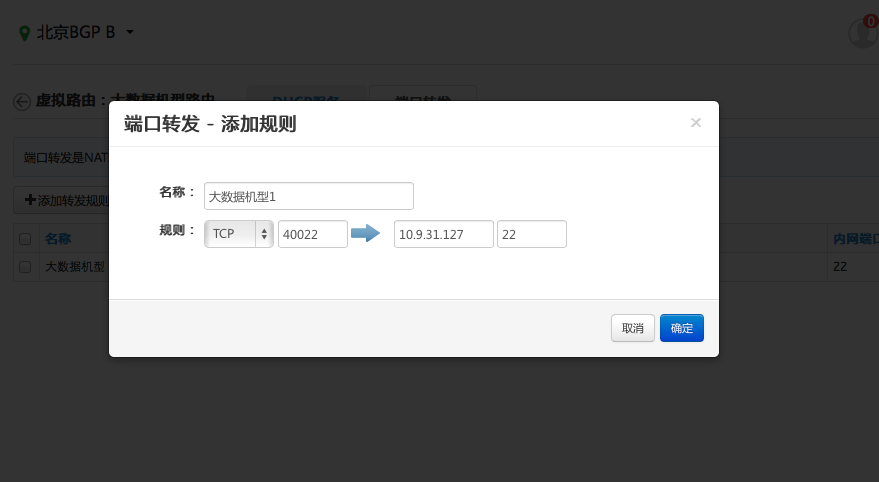 北京BGP B
0
虚拟路由：大数据机型路由
端口转发 - 添加规则
×
端口转发是NAT
名称：
大数据机型1
添加转发规则
规则：
TCP
40022
10.9.31.127
22
名称
内网端口
大数据机型
22
取消
确定